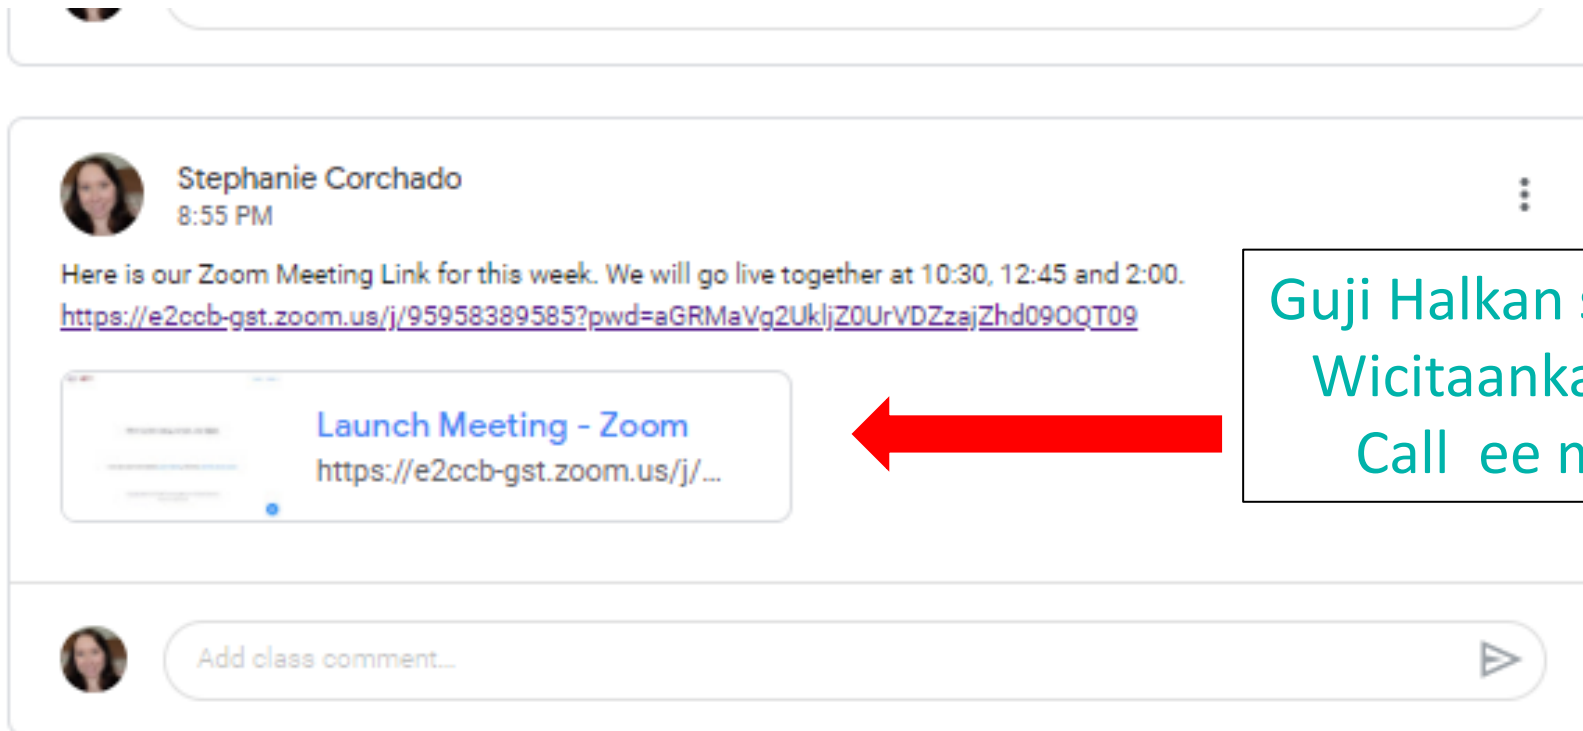 Stephanie Corchado
8:55 PM
Here is our Zoom Meeting Link for this week. We will go live together at 10:30, 12:45 and 2:00.
https://e2ccb-gst.zoom.us/j/95958389585?pwd=aGRMaVg2UkljZ0UrVDZzajZhd09OQT09
Launch Meeting - Zoom
https://e2ccb-gst.zoom.us/j/...
Guji Halkan
Wicitaanka
Call ee
Add class comment...